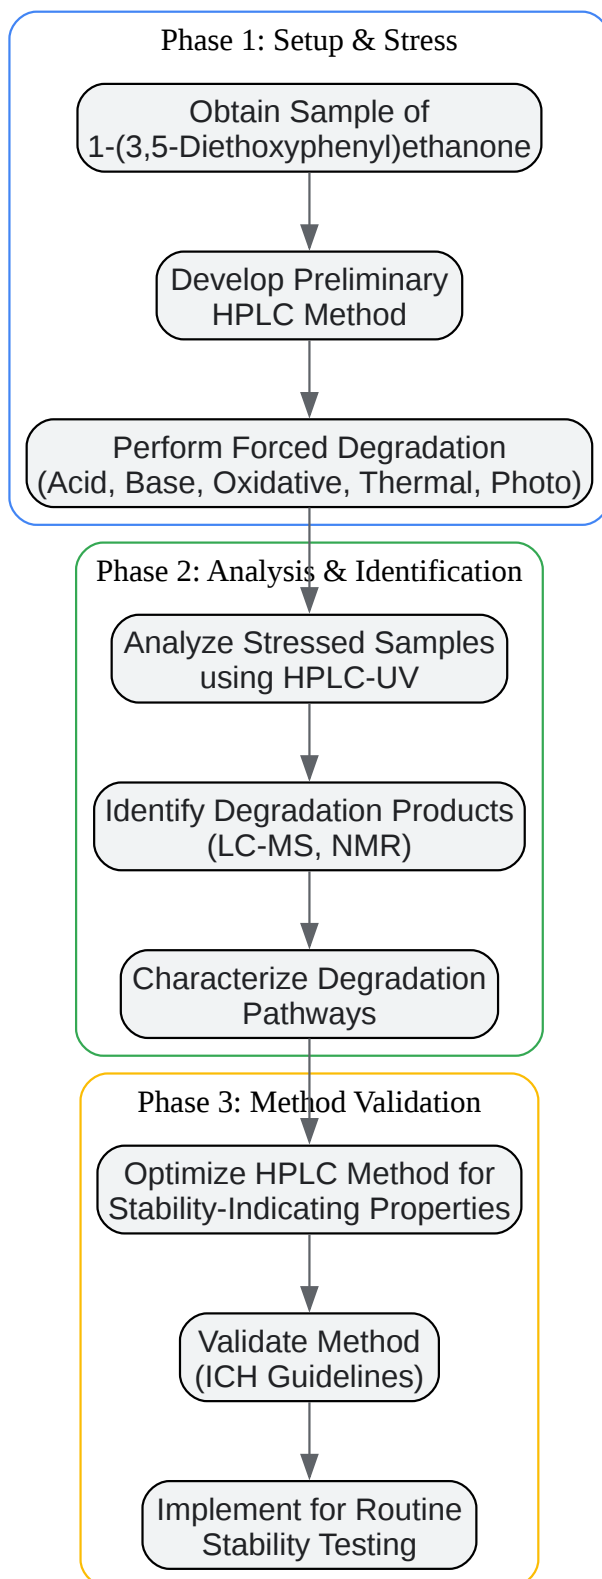 Phase 1: Setup & Stress
Obtain Sample of
1-(3,5-Diethoxyphenyl)ethanone
Develop Preliminary
HPLC Method
Perform Forced Degradation
(Acid, Base, Oxidative, Thermal, Photo)
Phase 2: Analysis & Identification
Analyze Stressed Samples
using HPLC-UV
Identify Degradation Products
(LC-MS, NMR)
Characterize Degradation
Pathways
Phase 3: Method Validation
Optimize HPLC Method for
Stability-Indicating Properties
Validate Method
(ICH Guidelines)
Implement for Routine
Stability Testing